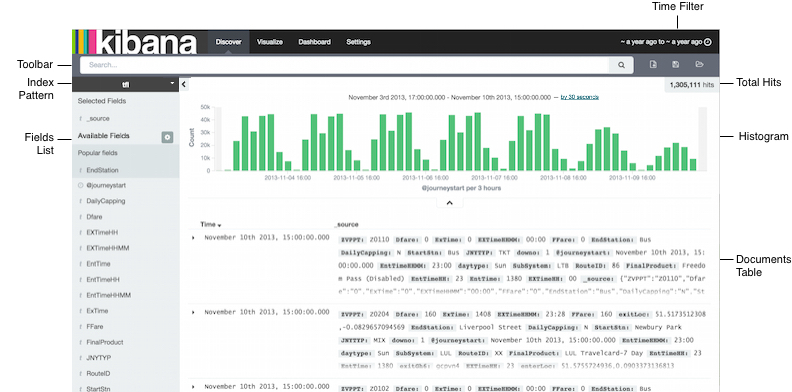 Time Filter
kibana
Discover Visualize Dashboard Settings
~ a year ago to ~ a year ago
Toolbar
Search...
Index
Pattern
tfl
1,305,111 hits
Total Hits
Selected Fields
? _source
Available Fields
Fields
List
Popular fields
t EndStation
@journeystart
t DailyCapping
t Dfare
t EXTimeHH
t EXTimeHHMM
t EntTime
t EntTimeHH
t EntTimeHHMM
t ExTime
t FFare
t FinalProduct
t JNYTYP
t RouteID
t StartStn
November 3rd 2013, 17:00:00.000 - November 10th 2013, 15:00:00.000 — by 30 seconds
Count
50k
40k
30k
20k
10k
0
2013-11-04 16:00 2013-11-05 16:00 2013-11-06 16:00 2013-11-07 16:00 2013-11-08 16:00 2013-11-09 16:00
@journeystart per 3 hours
Histogram
Time _source
November 10th 2013, 15:00:00.000
ZVPPT: Z0110 Dfare: 0 ExTime: 0 EXTimeHHMM: 00:00 FFare: 0 EndStation: Bus
DailyCapping: N StartStn: Bus JNYTYP: TKT downo: 1 @journeystart: November 10th 2013, 15:
00:00.000 EntTimeHHMM: 23:00 daytype: Sun SubSystem: LTB RouteID: 86 FinalProduct: Freedo
m Pass (Disabled) EntTimeHH: 23 EntTime: 1380 EXTimeHH: 00 _source: {"ZVPPT":"Z0110","Dfar
e":"0","ExTime":"0","EXTimeHHMM":"00:00","FFare":"0","EndStation":"Bus","DailyCapping":"N","St
Documents
Table
November 10th 2013, 15:00:00.000
ZVPPT: Z0204 Dfare: 160 ExTime: 1408 EXTimeHHMM: 23:28 FFare: 160 exitLoc: 51.5173512308
,-0.0829657094569 EndStation: Liverpool Street DailyCapping: N StartStn: Newbury Park
JNYTYP: MIX downo: 1 @journeystart: November 10th 2013, 15:00:00.000 EntTimeHHMM: 23:00
daytype: Sun SubSystem: LUL RouteID: XX FinalProduct: LUL Travelcard-7 Day EntTimeHH: 23
EntTime: 1380
November 10th 2013, 15:00:00.000
ZVPPT: Z0102 Dfare: 0 ExTime: 0 EXTimeHHMM: 00:00 FFare: 0 EndStation: Bus